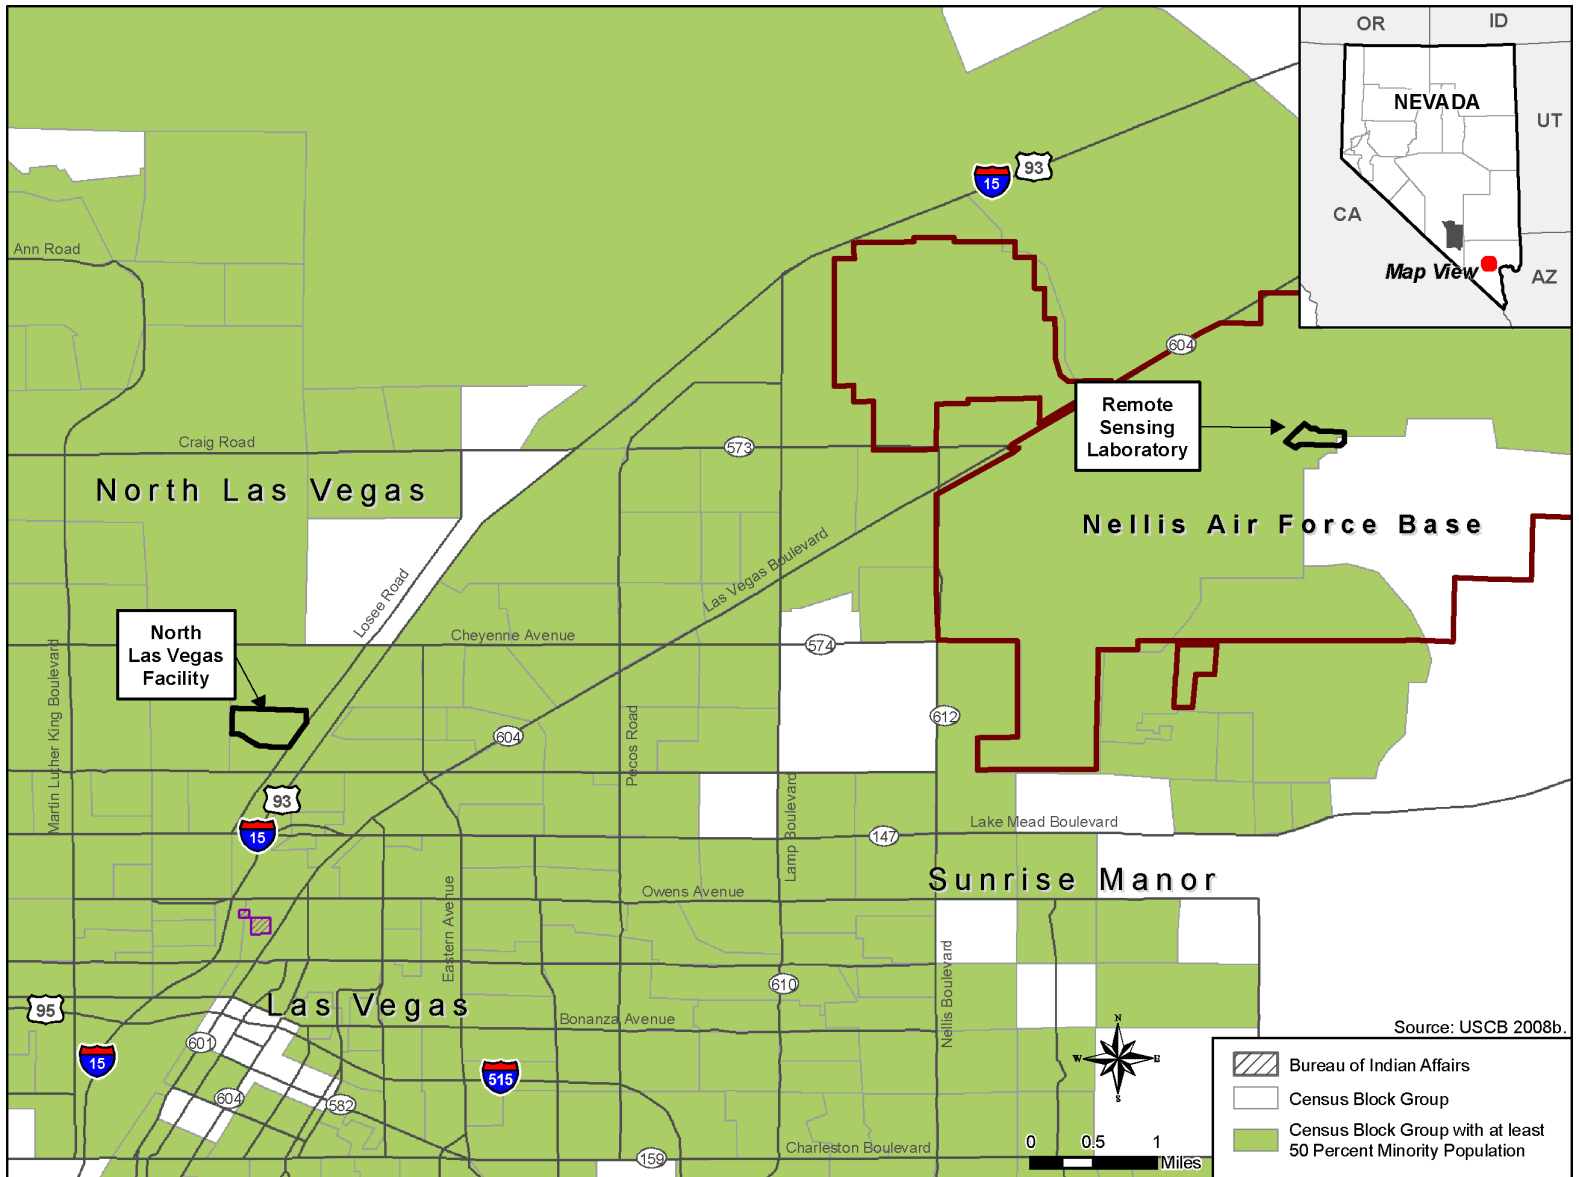 OR
ID
NEVADA
UT
CA
Map View
AZ
93
15
Ann Road
604
Remote
Sensing
Laboratory
Craig Road
573
North Las Vegas
Nellis Air Force Base
Las Vegas Boulevard
Losee Road
North
Las Vegas
Facility
Cheyenne Avenue
574
Martin Luther King Boulevard
612
604
Pecos Road
93
15
Lamp Boulevard
147
Lake Mead Boulevard
Sunrise Manor
Owens Avenue
Eastern Avenue
Nellis Boulevard
610
Las Vegas
95
Bonanza Avenue
601
15
515
604
582
N
W
E
S
Source: USCB 2008b.
Bureau of Indian Affairs
Census Block Group
Census Block Group with at least
50 Percent Minority Population
0 0.5 1
Miles
Charleston Boulevard
159